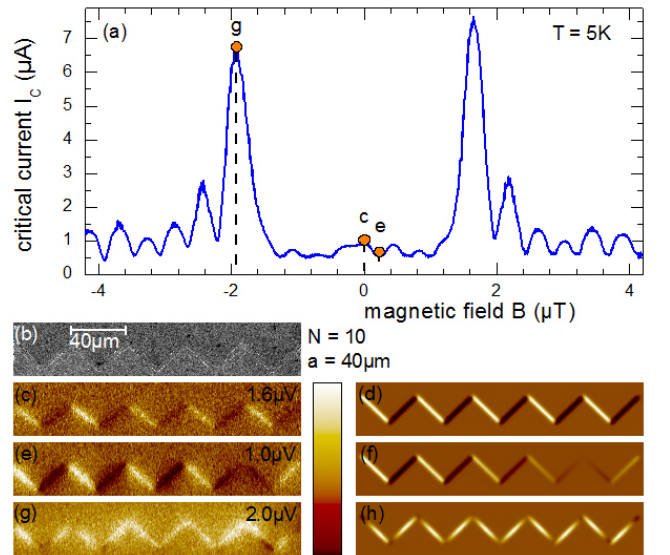 (a)
g
T = 5K
critical current I_C (µA)
7
6
5
4
3
2
1
0
c
e
-4
-2
0
2
4
magnetic field B (µT)
(b)
40µm
N = 10
a = 40µm
(c)
1.6µV
(d)
(e)
1.0µV
(f)
(g)
2.0µV
(h)